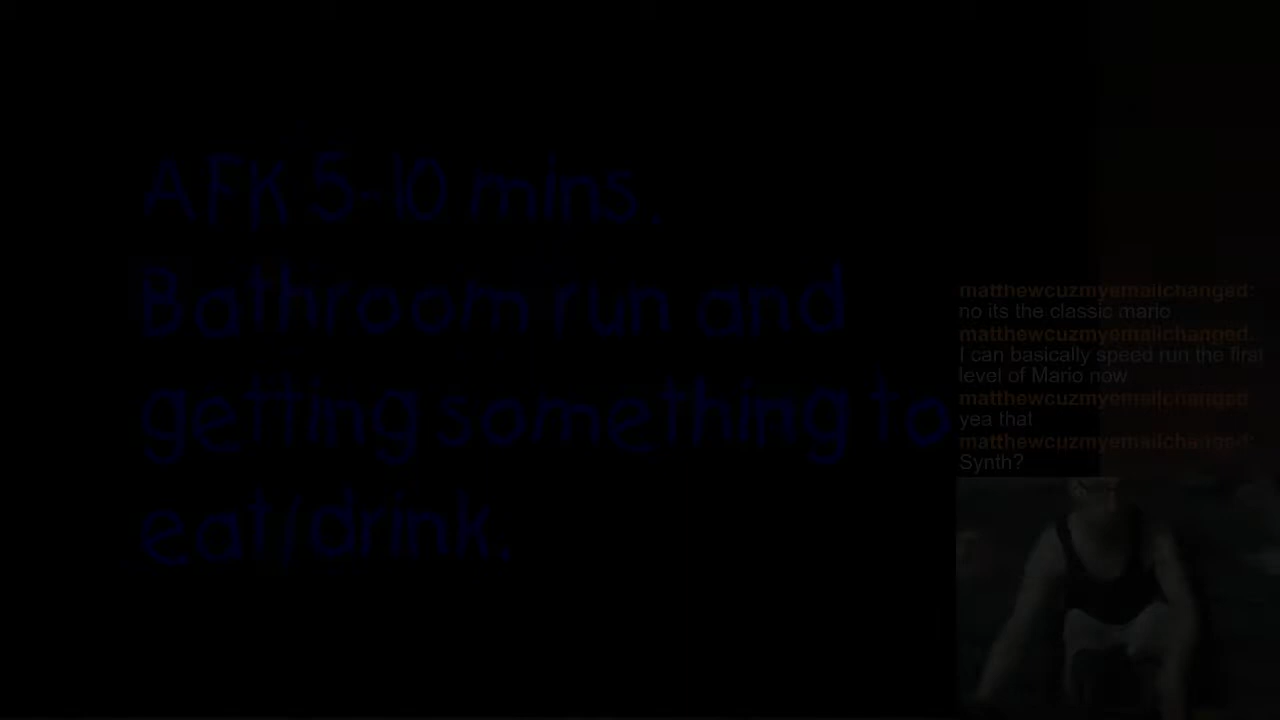 AFK 5-10 mins.
Bathroom run and
getting something to
eat/drink.
matthewcuzmyemailchanged:
no its the classic mario
matthewcuzmyemailchanged:
I can basically speed run the first
level of Mario now
matthewcuzmyemailchanged:
yea that
matthewcuzmyemailchanged:
Synth?